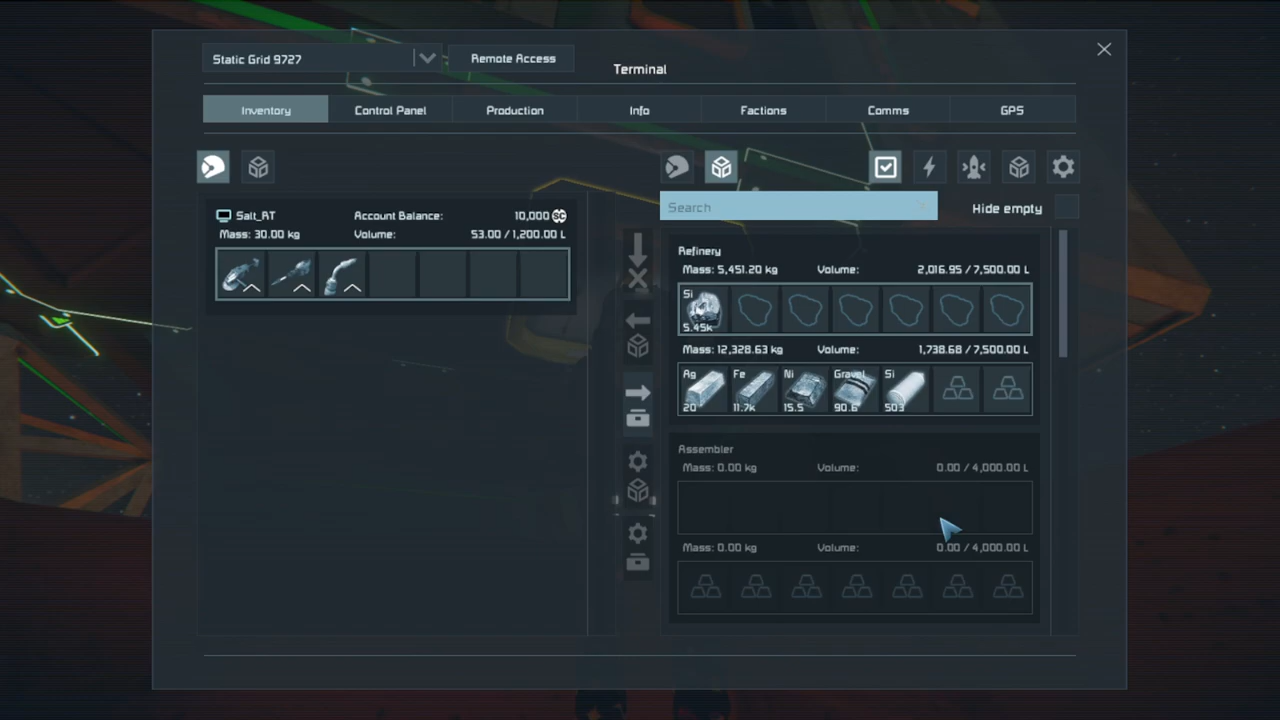 Static Grid 9727
Remote Access
Terminal
Inventory
Control Panel
Production
Info
Factions
Comms
GPS
Search
Hide empty
Salt_RT
Account Balance:
10,000 SC
Mass: 30.00 kg
Volume:
53.00 / 1,200.00 L
Refinery
Mass: 5,451.20 kg
Volume:
2,016.95 / 7,500.00 L
Si
5.45k
Mass: 12,328.63 kg
Volume:
1,738.68 / 7,500.00 L
Ag
Fe
Ni
Gravel
Si
20
11.7k
15.5
90.6
503
Assembler
Mass: 0.00 kg
Volume:
0.00 / 4,000.00 L
Mass: 0.00 kg
Volume:
0.00 / 4,000.00 L